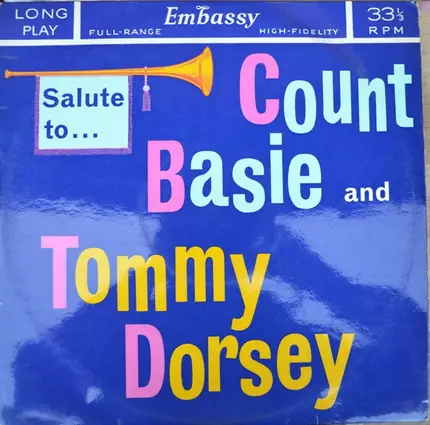 LONG PLAY
Embassy
FULL-RANGE HIGH-FIDELITY
33⅓ RPM
Salute to...
Count
Basie and
Tommy
Dorsey